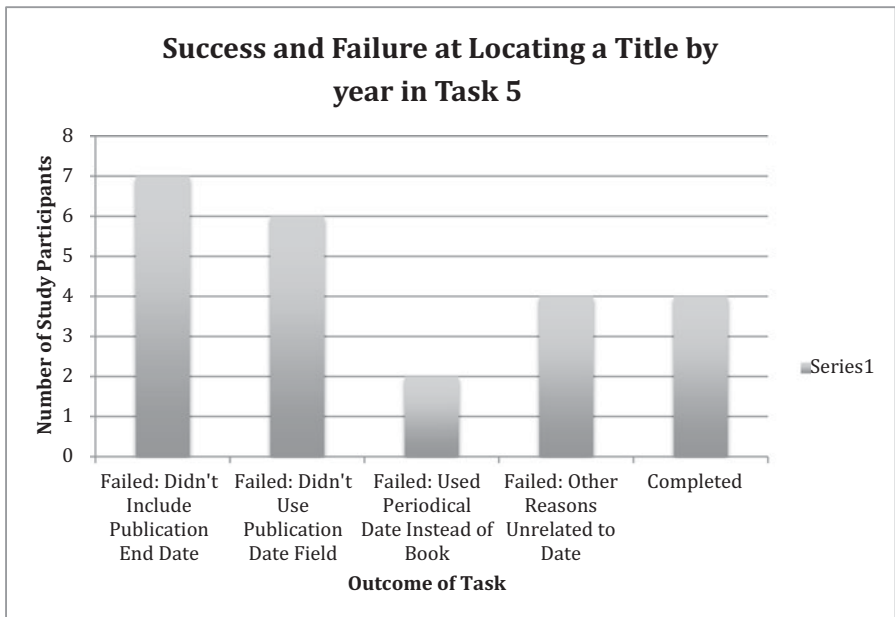 Success and Failure at Locating a Title by
year in Task 5
Number of Study Participants
8
7
6
5
4
3
2
1
0
Series1
Failed: Didn't
Include
Publication
End Date
Failed: Didn't
Use
Publication
Date Field
Failed: Used
Periodical
Date Instead of
Book
Failed: Other
Reasons
Unrelated to
Date
Completed
Outcome of Task